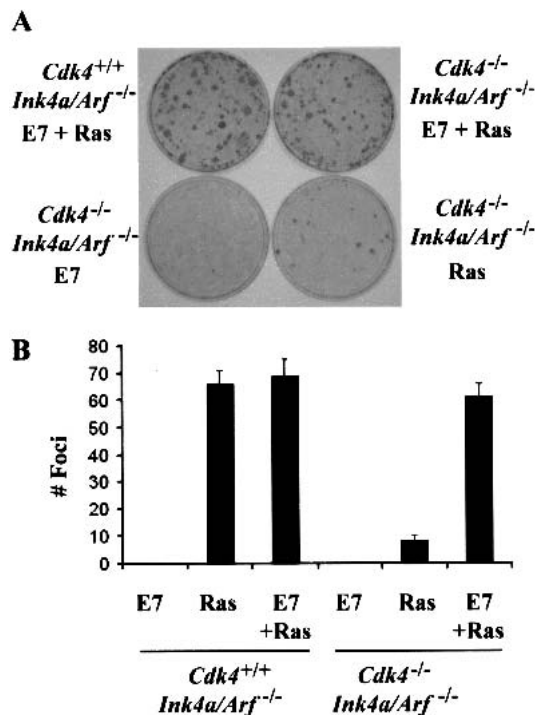 A
Cdk4+/+
Ink4a/Arf-/-
E7 + Ras
Cdk4-/-
Ink4a/Arf-/-
E7 + Ras
Cdk4-/-
Ink4a/Arf-/-
E7
Cdk4-/-
Ink4a/Arf-/-
Ras
B
# Foci
80
70
60
50
40
30
20
10
0
E7 Ras E7 +Ras E7 Ras E7 +Ras
Cdk4+/+ Cdk4-/-
Ink4a/Arf-/- Ink4a/Arf-/-